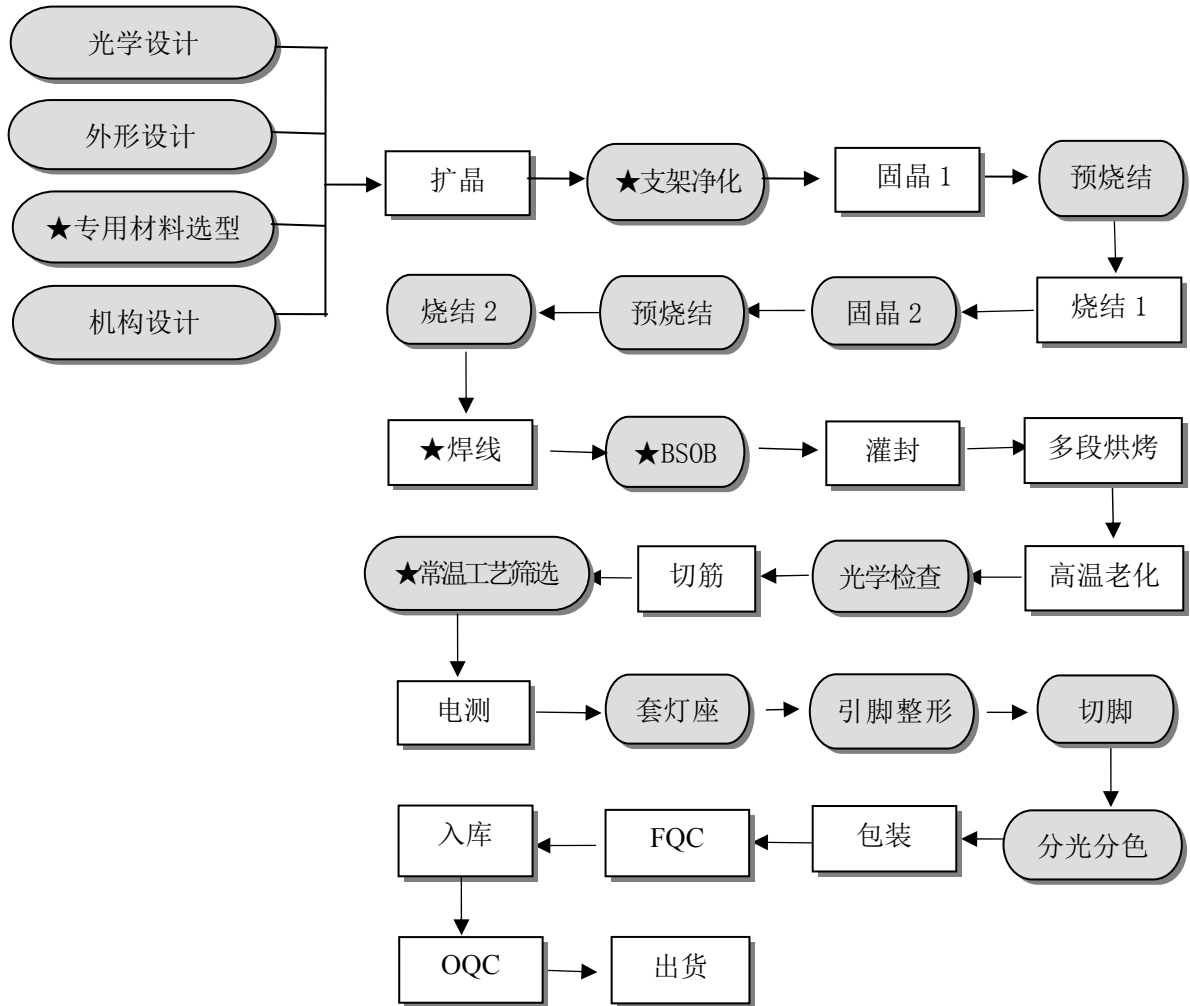 光学设计
外形设计
★专用材料选型
机构设计
扩晶
★支架净化
固晶 1
预烧结
烧结 1
固晶 2
预烧结
烧结 2
★焊线
★BSOB
灌封
多段烘烤
高温老化
光学检查
切筋
★常温工艺筛选
电测
套灯座
引脚整形
切脚
分光分色
包装
FQC
入库
OQC
出货